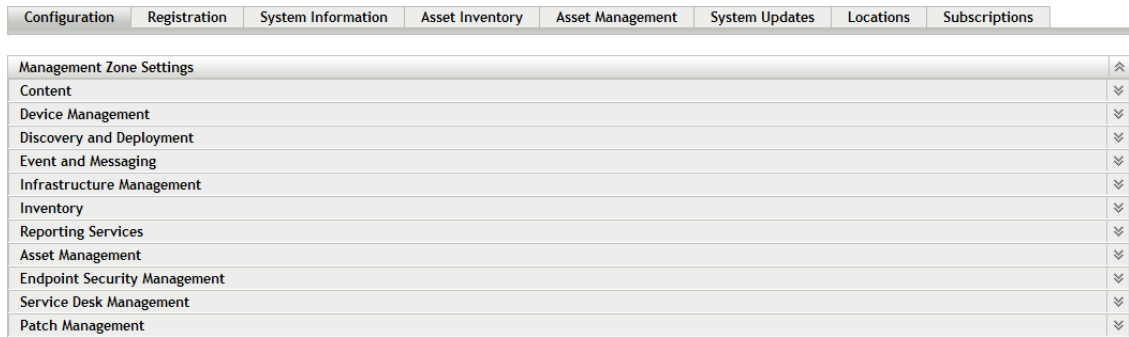 Configuration Registration System Information Asset Inventory Asset Management System Updates Locations Subscriptions
Management Zone Settings
Content
Device Management
Discovery and Deployment
Event and Messaging
Infrastructure Management
Inventory
Reporting Services
Asset Management
Endpoint Security Management
Service Desk Management
Patch Management